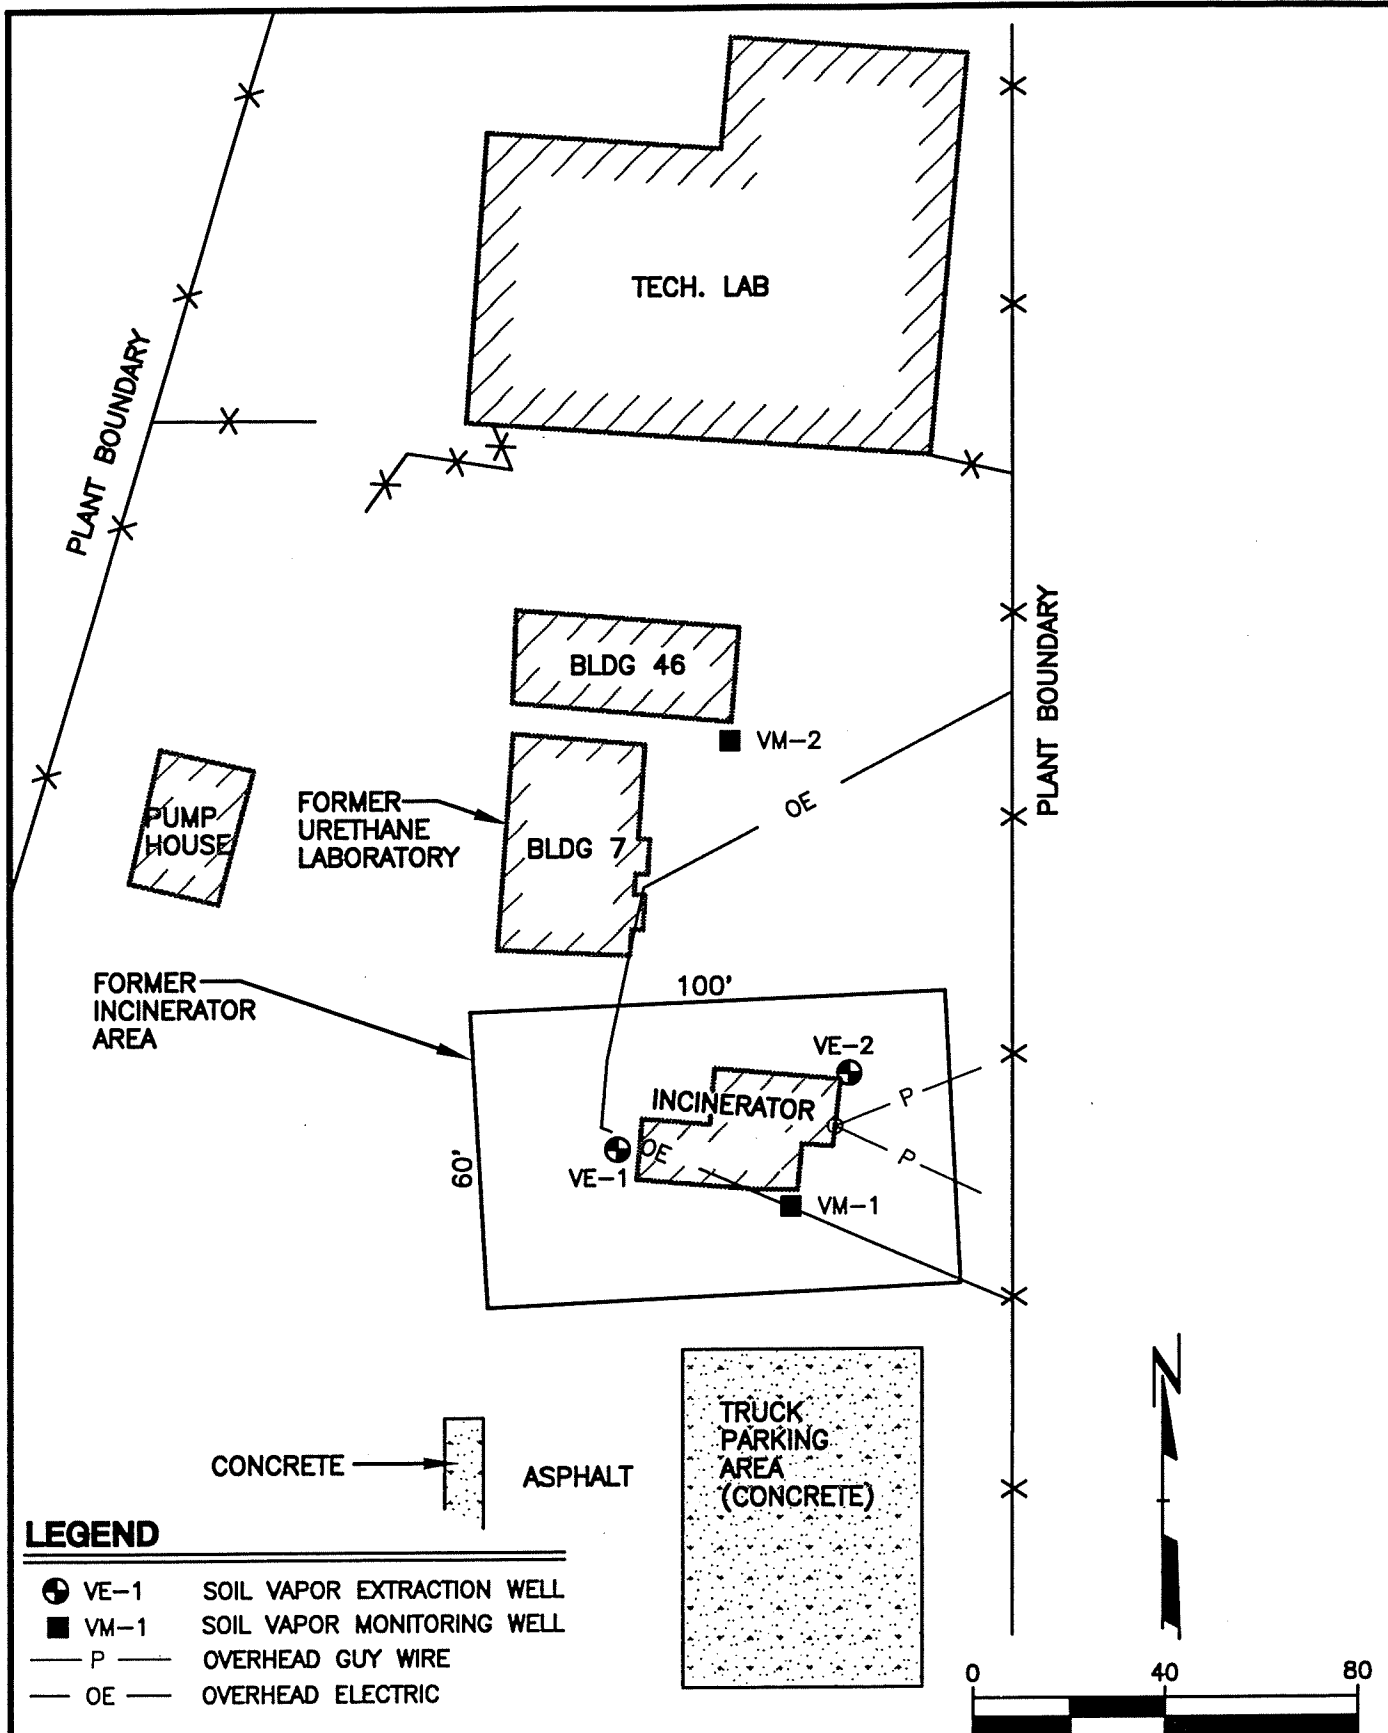 TECH. LAB
PLANT BOUNDARY
PLANT BOUNDARY
BLDG 46
VM-2
OE
PUMP
HOUSE
FORMER
URETHANE
LABORATORY
BLDG 7
FORMER
INCINERATOR
AREA
100'
60'
VE-2
INCINERATOR
P
P
OE
VE-1
VM-1
N
CONCRETE
ASPHALT
TRUCK
PARKING
AREA
(CONCRETE)
LEGEND
VE-1 SOIL VAPOR EXTRACTION WELL
VM-1 SOIL VAPOR MONITORING WELL
P OVERHEAD GUY WIRE
OE OVERHEAD ELECTRIC
0 40 80